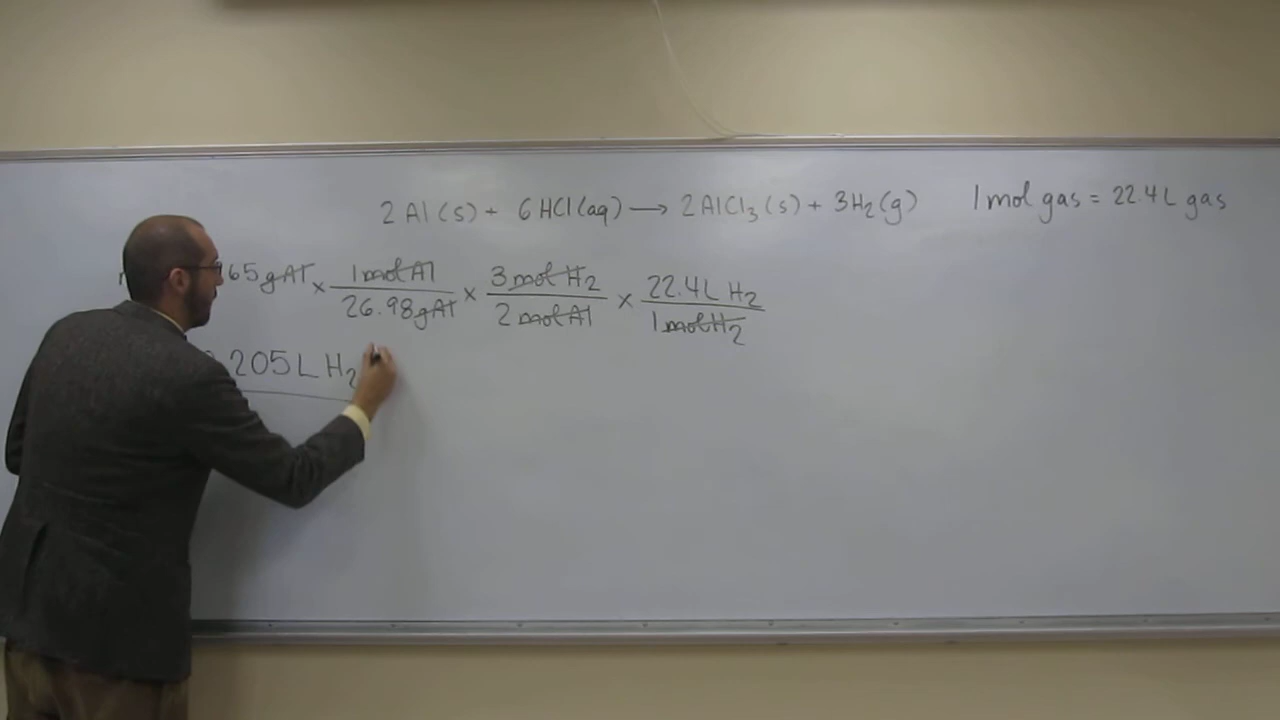 2 Al (s) + 6 HCl (aq) → 2 AlCl₃ (s) + 3 H₂ (g) 1 mol gas = 22.4 L gas
65 g Al × 1 mol Al / 26.98 g Al × 3 mol H₂ / 2 mol Al × 22.4 L H₂ / 1 mol H₂
205 L H₂